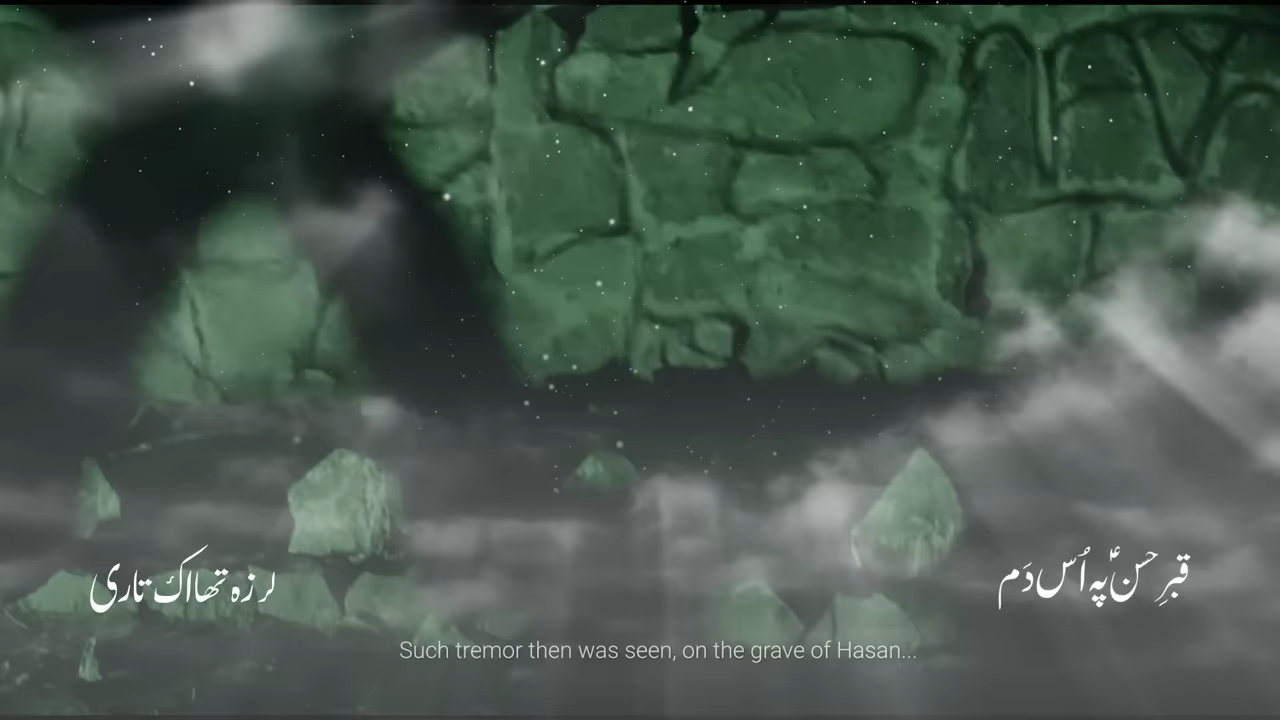 قبرِ حسنؑ پہ اُس دَم
لرزہ تھا اک تاری
Such tremor then was seen, on the grave of Hasan...